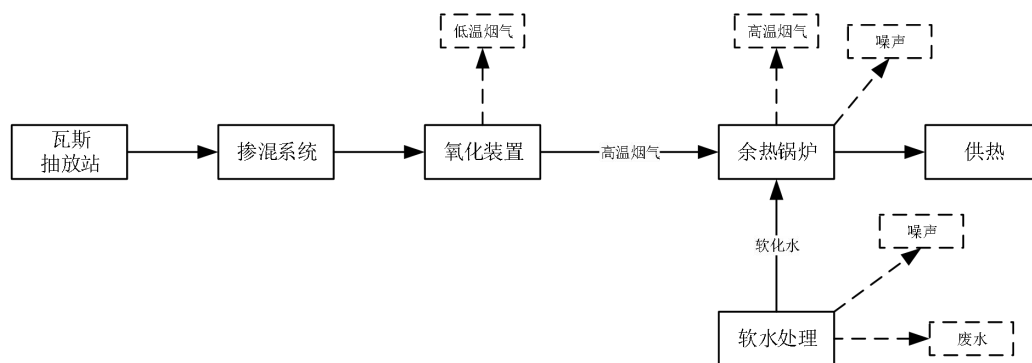 低温烟气
高温烟气
噪声
瓦斯
抽放站
掺混系统
氧化装置
高温烟气
余热锅炉
供热
软化水
噪声
软水处理
废水